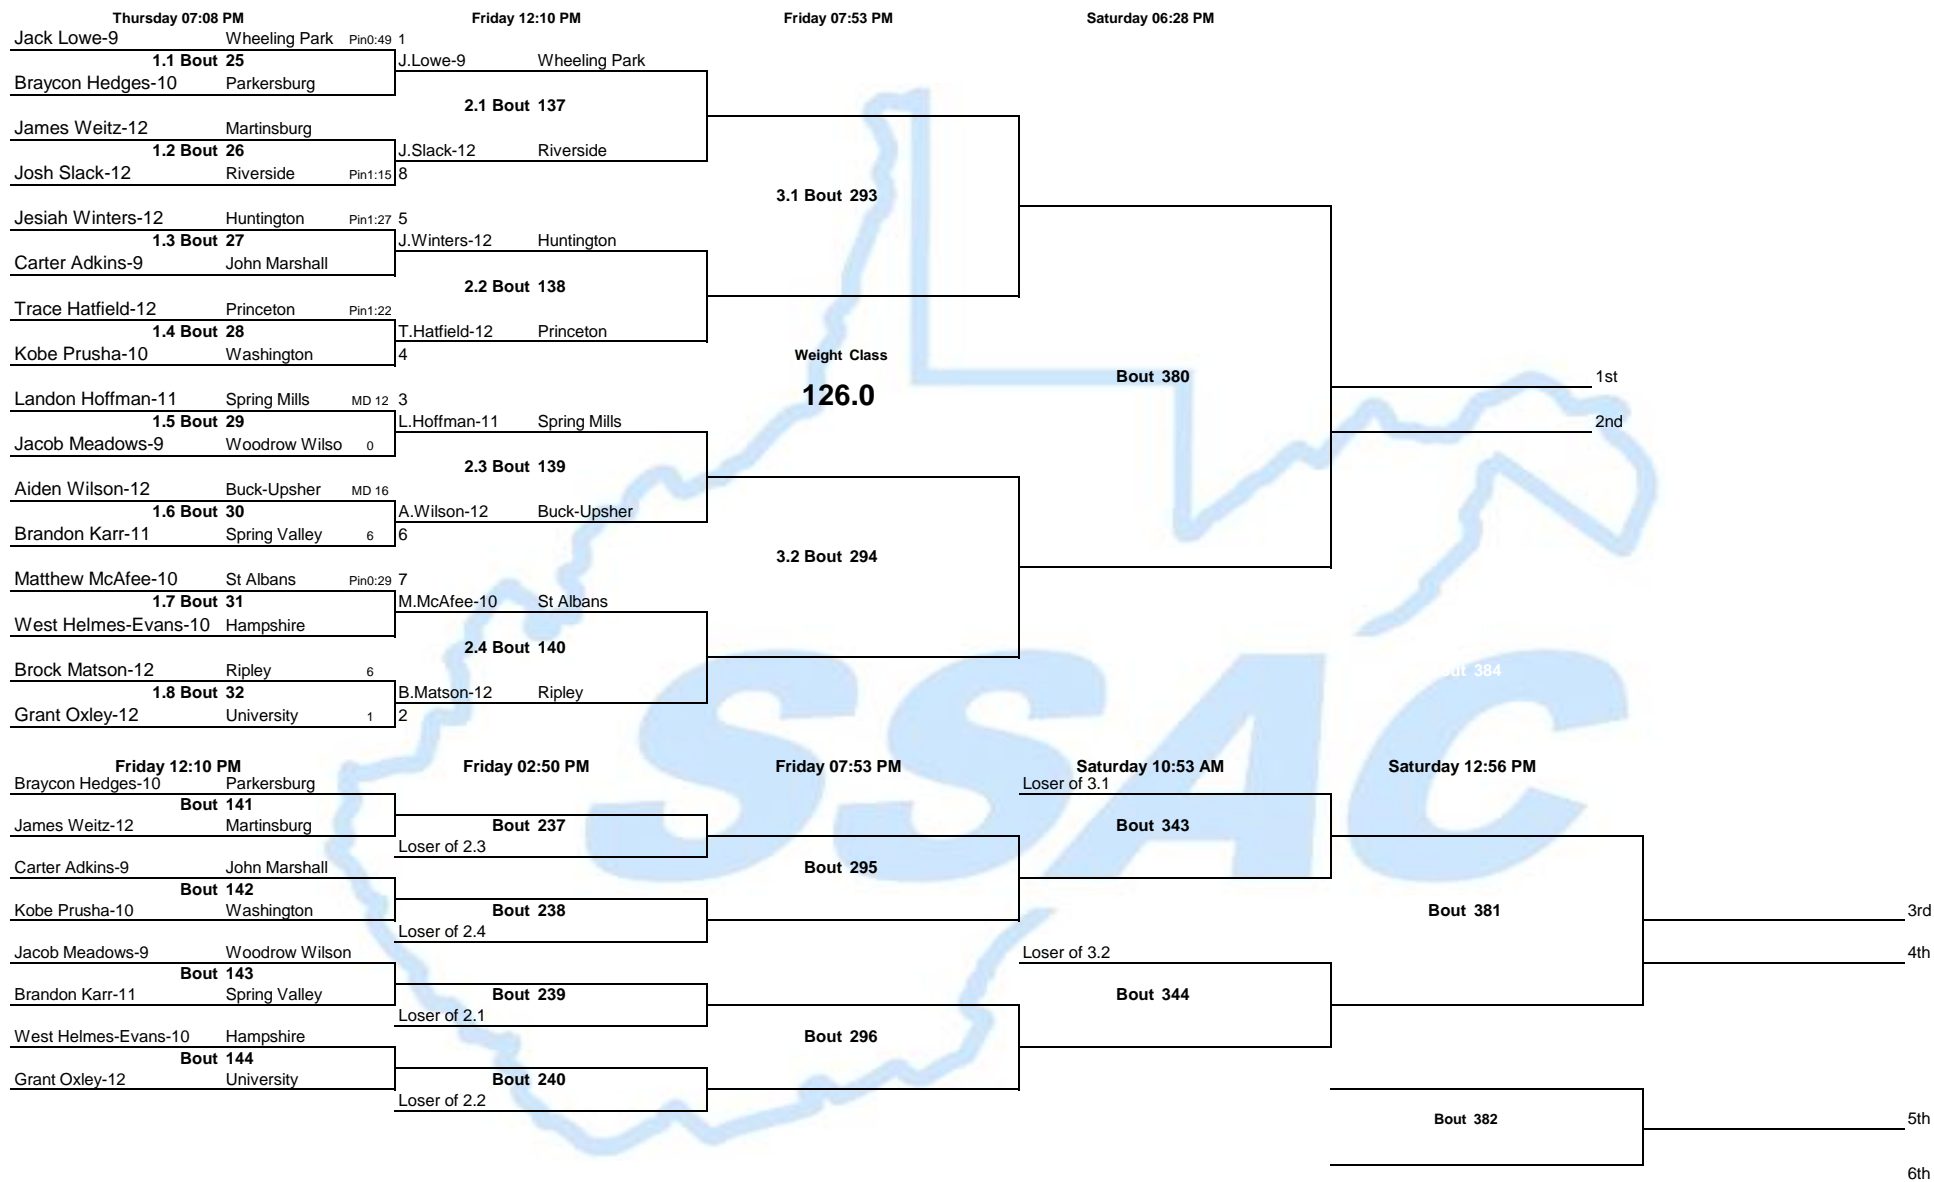 Thursday 07:08 PM Friday 12:10 PM Friday 07:53 PM Saturday 06:28 PM
Jack Lowe-9 Wheeling Park Pin0:49 1
1.1 Bout 25 J.Lowe-9 Wheeling Park
Braycon Hedges-10 Parkersburg
2.1 Bout 137
James Weitz-12 Martinsburg
1.2 Bout 26 J.Slack-12 Riverside
Josh Slack-12 Riverside Pin1:15 8
3.1 Bout 293
Jesiah Winters-12 Huntington Pin1:27 5
1.3 Bout 27 J.Winters-12 Huntington
Carter Adkins-9 John Marshall
2.2 Bout 138
Trace Hatfield-12 Princeton Pin1:22
1.4 Bout 28 T.Hatfield-12 Princeton
Kobe Prusha-10 Washington 4 Weight Class
Bout 380 1st
126.0
Landon Hoffman-11 Spring Mills MD 12 3
1.5 Bout 29 L.Hoffman-11 Spring Mills 2nd
Jacob Meadows-9 Woodrow Wilso 0
2.3 Bout 139
Aiden Wilson-12 Buck-Upsher MD 16
1.6 Bout 30 A.Wilson-12 Buck-Upsher
Brandon Karr-11 Spring Valley 6 6
3.2 Bout 294
Matthew McAfee-10 St Albans Pin0:29 7
1.7 Bout 31 M.McAfee-10 St Albans
West Helmes-Evans-10 Hampshire
2.4 Bout 140
Brock Matson-12 Ripley 6 ut 384
1.8 Bout 32 B.Matson-12 Ripley
Grant Oxley-12 University 1 2
SSAC
Friday 12:10 PM Friday 02:50 PM Friday 07:53 PM Saturday 10:53 AM Saturday 12:56 PM
Braycon Hedges-10 Parkersburg Loser of 3.1
Bout 141
James Weitz-12 Martinsburg Bout 237 Bout 343
Loser of 2.3
Carter Adkins-9 John Marshall Bout 295
Bout 142
Kobe Prusha-10 Washington Bout 238 Bout 381 3rd
Loser of 2.4
Jacob Meadows-9 Woodrow Wilson Loser of 3.2 4th
Bout 143
Brandon Karr-11 Spring Valley Bout 239 Bout 344
Loser of 2.1
West Helmes-Evans-10 Hampshire Bout 296
Bout 144
Grant Oxley-12 University Bout 240
Loser of 2.2
Bout 382 5th
6th